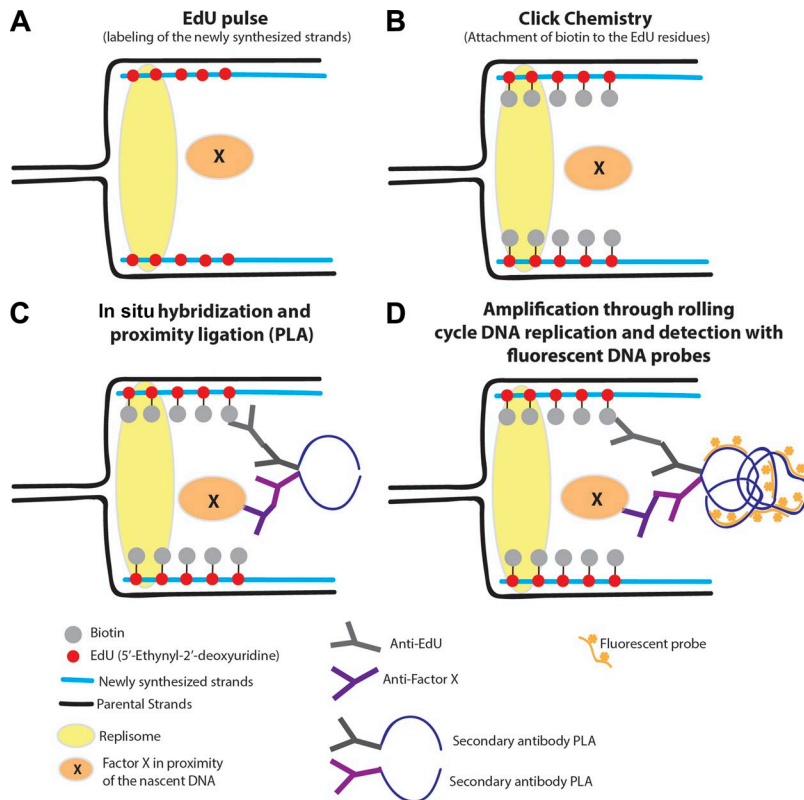 A
EdU pulse
(labeling of the newly synthesized strands)
X
B
Click Chemistry
(Attachment of biotin to the EdU residues)
X
C
In situ hybridization and
proximity ligation (PLA)
X
D
Amplification through rolling
cycle DNA replication and detection with
fluorescent DNA probes
X
Biotin
EdU (5′-Ethynyl-2′-deoxyuridine)
Newly synthesized strands
Parental Strands
Replisome
X
Factor X in proximity
of the nascent DNA
Anti-EdU
Anti-Factor X
Secondary antibody PLA
Secondary antibody PLA
Fluorescent probe